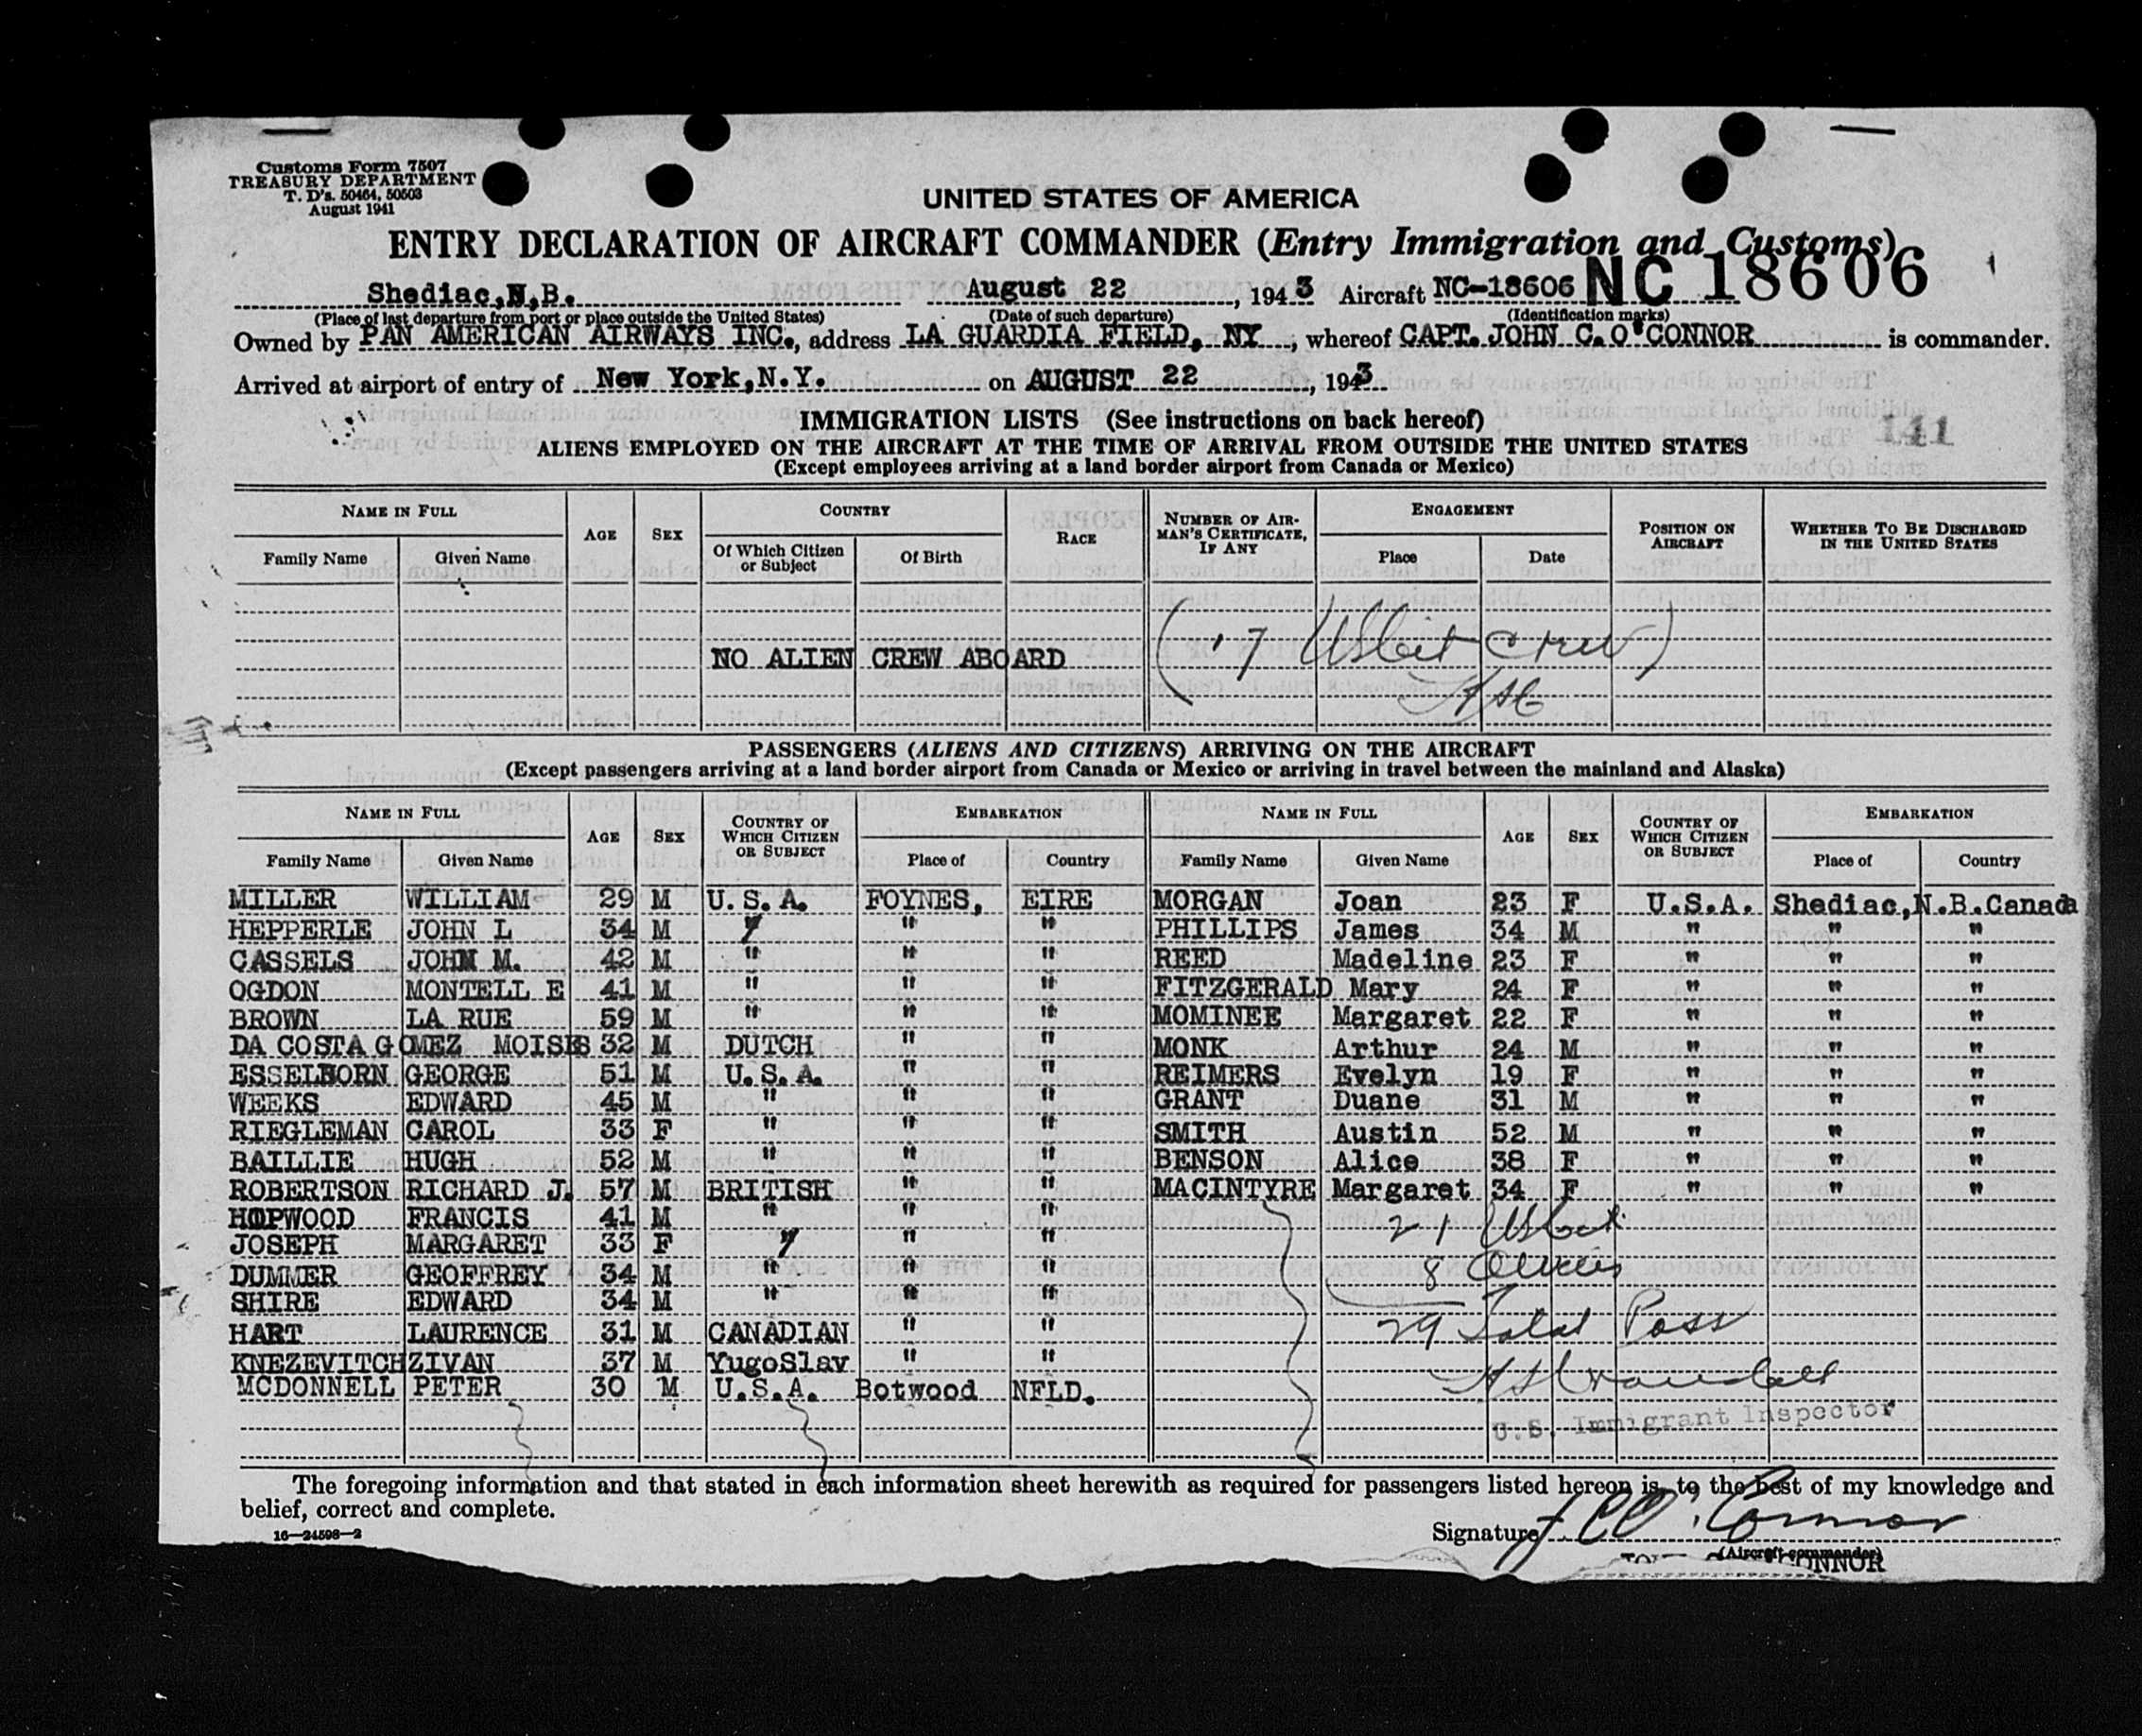 Customs Form 7507
TREASURY DEPARTMENT
T. D's. 50464, 50503
August 1941
UNITED STATES OF AMERICA
ENTRY DECLARATION OF AIRCRAFT COMMANDER (Entry Immigration and Customs)
Shediac,N.B. August 22, 1943 Aircraft NC-18606 NC 18606
(Place of last departure from port or place outside the United States) (Date of such departure) (Identification marks)
Owned by PAN AMERICAN AIRWAYS INC., address LA GUARDIA FIELD, NY, whereof CAPT. JOHN C. O'CONNOR is commander.
Arrived at airport of entry of New York,N.Y. on AUGUST 22, 1943
IMMIGRATION LISTS (See instructions on back hereof)
141
ALIENS EMPLOYED ON THE AIRCRAFT AT THE TIME OF ARRIVAL FROM OUTSIDE THE UNITED STATES
(Except employees arriving at a land border airport from Canada or Mexico)
NAME IN FULL AGE SEX COUNTRY RACE NUMBER OF AIRMAN'S CERTIFICATE, IF ANY ENGAGEMENT POSITION ON AIRCRAFT WHETHER TO BE DISCHARGED IN THE UNITED STATES
Family Name Given Name Of Which Citizen or Subject Of Birth Place Date
NO ALIEN CREW ABOARD (17 UScit Crew)
PASSENGERS (ALIENS AND CITIZENS) ARRIVING ON THE AIRCRAFT
(Except passengers arriving at a land border airport from Canada or Mexico or arriving in travel between the mainland and Alaska)
NAME IN FULL AGE SEX COUNTRY OF WHICH CITIZEN OR SUBJECT EMBARKATION NAME IN FULL AGE SEX COUNTRY OF WHICH CITIZEN OR SUBJECT EMBARKATION
Family Name Given Name Place of Country Family Name Given Name Place of Country
MILLER WILLIAM 29 M U.S.A. FOYNES, EIRE MORGAN Joan 23 F U.S.A. Shediac,N.B.Canada
HEPPERLE JOHN L 34 M " " " PHILLIPS James 34 M " " "
CASSELS JOHN M. 42 M " " " REED Madeline 23 F " " "
OGDON MONTELL E 41 M " " " FITZGERALD Mary 24 F " " "
BROWN LA RUE 59 M " " " MOMINEE Margaret 22 F " " "
DA COSTA GOMEZ MOISES 32 M DUTCH " " MONK Arthur 24 M " " "
ESSELBORN GEORGE 51 M U.S.A. " " REIMERS Evelyn 19 F " " "
WEEKS EDWARD 45 M " " " GRANT Duane 31 M " " "
RIEGLEMAN CAROL 33 F " " " SMITH Austin 52 M " " "
BAILLIE HUGH 52 M " " " BENSON Alice 38 F " " "
ROBERTSON RICHARD J. 57 M BRITISH " " MACINTYRE Margaret 34 F " " "
HOPWOOD FRANCIS 41 M " " " 21 UScit
JOSEPH MARGARET 33 F " " "
DUMMER GEOFFREY 34 M " " " 8 Aliens
SHIRE EDWARD 34 M " " "
HART LAURENCE 31 M CANADIAN " " 29 Total Pass
KNEZEVITCH ZIVAN 37 M YugoSlav " "
MCDONNELL PETER 30 M U.S.A. Botwood NFLD.
U.S. Immigrant Inspector
The foregoing information and that stated in each information sheet herewith as required for passengers listed hereon is, to the best of my knowledge and
belief, correct and complete.
16—24598-2
Signature J C O'Connor
(Aircraft commander)